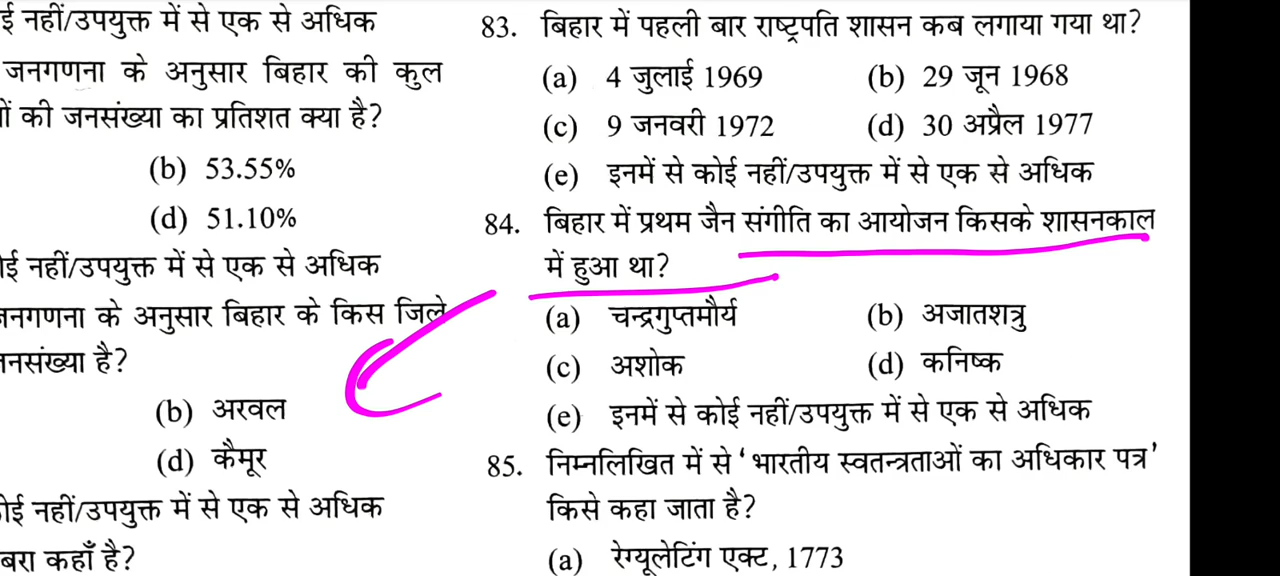 ई नहीं/उपयुक्त में से एक से अधिक
जनगणना के अनुसार बिहार की कुल
की जनसंख्या का प्रतिशत क्या है?
(b) 53.55%
(d) 51.10%
ई नहीं/उपयुक्त में से एक से अधिक
जनगणना के अनुसार बिहार के किस जिले
जनसंख्या है?
(b) अरवल
(d) कैमूर
नहीं/उपयुक्त में से एक से अधिक
कहाँ है?
83. बिहार में पहली बार राष्ट्रपति शासन कब लगाया गया था?
(a) 4 जुलाई 1969 (b) 29 जून 1968
(c) 9 जनवरी 1972 (d) 30 अप्रैल 1977
(e) इनमें से कोई नहीं/उपयुक्त में से एक से अधिक
84. बिहार में प्रथम जैन संगीति का आयोजन किसके शासनकाल
में हुआ था?
(a) चन्द्रगुप्तमौर्य (b) अजातशत्रु
(c) अशोक (d) कनिष्क
(e) इनमें से कोई नहीं/उपयुक्त में से एक से अधिक
85. निम्नलिखित में से ‘भारतीय स्वतन्त्रताओं का अधिकार पत्र’
किसे कहा जाता है?
(a) रेग्यूलेटिंग एक्ट, 1773